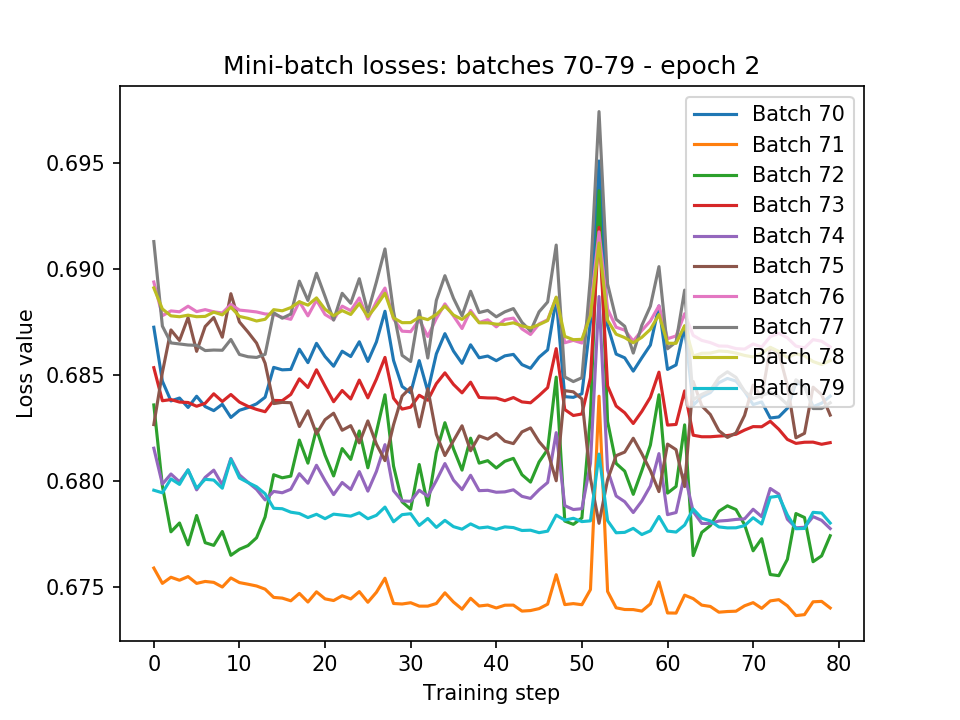 Mini-batch losses: batches 70-79 - epoch 2
Loss value
0.695
0.690
0.685
0.680
0.675
Batch 70
Batch 71
Batch 72
Batch 73
Batch 74
Batch 75
Batch 76
Batch 77
Batch 78
Batch 79
0 10 20 30 40 50 60 70 80
Training step